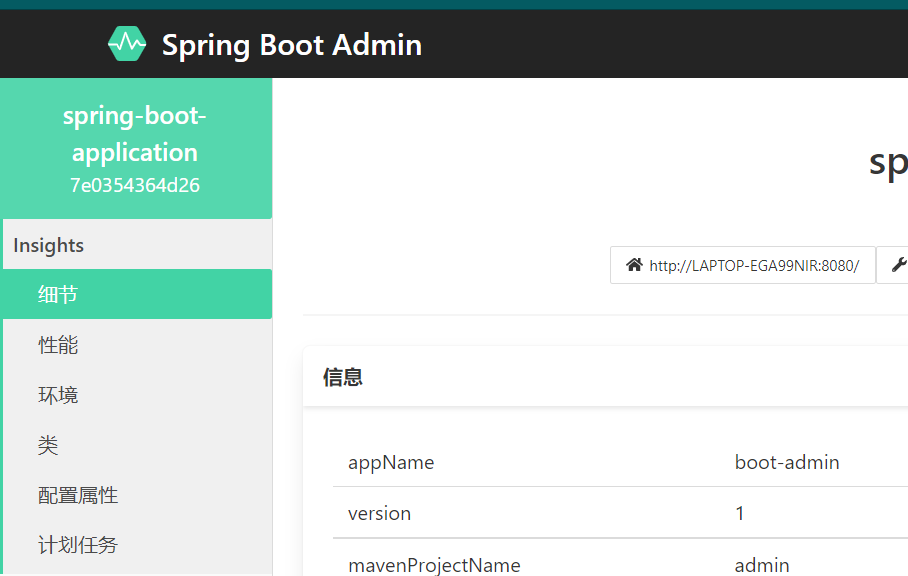 Spring Boot Admin
spring-boot-
application
7e0354364d26
Insights
细节
性能
环境
类
配置属性
计划任务
sp
http://LAPTOP-EGA99NIR:8080/
信息
appName boot-admin
version 1
mavenProjectName admin